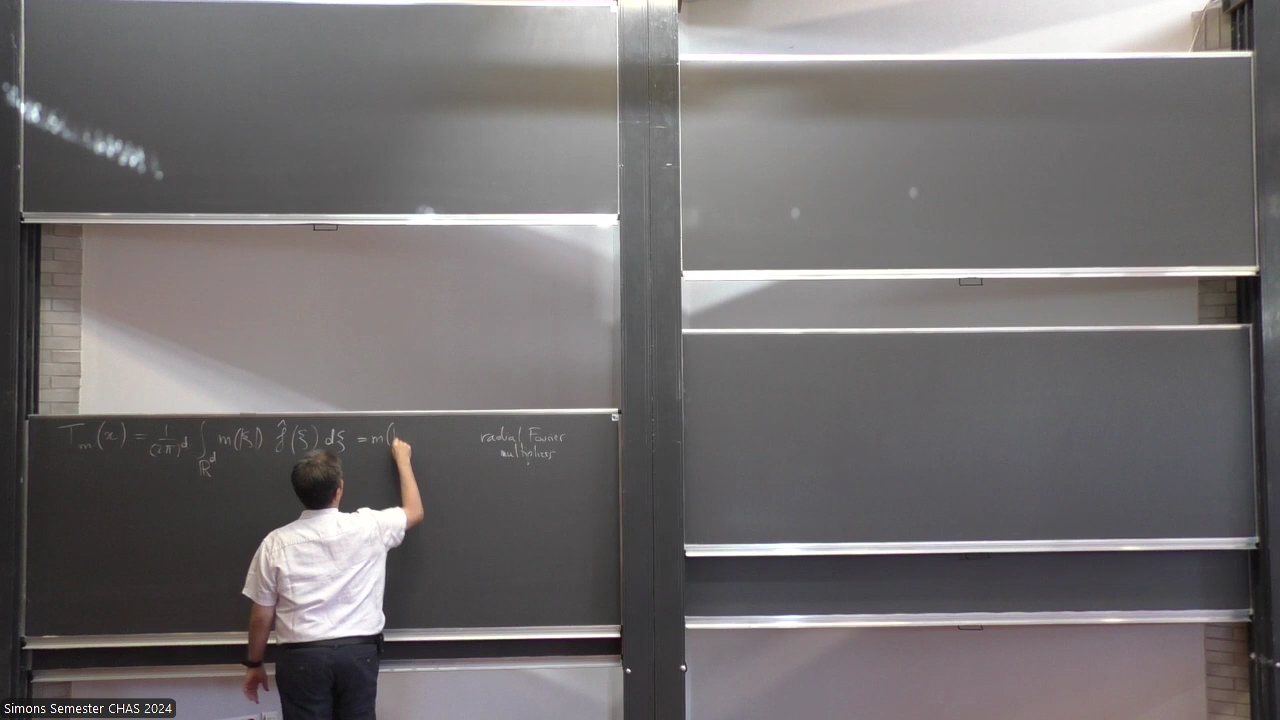 T_m(x) = 1/(2π)^d ∫_{ℝ^d} m(|ξ|) f̂(ξ) dξ = m(
radial Fourier
multipliers
Simons Semester CHAS 2024